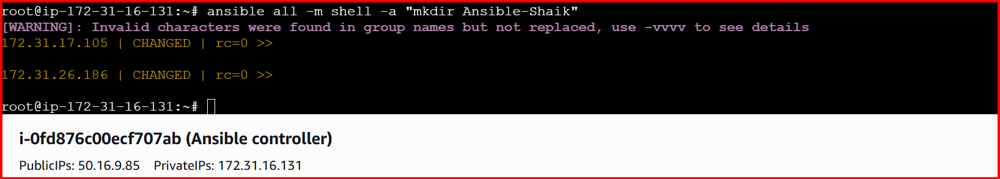 root@ip-172-31-16-131:~# ansible all -m shell -a "mkdir Ansible-Shaik"
[WARNING]: Invalid characters were found in group names but not replaced, use -vvvv to see details
172.31.17.105 | CHANGED | rc=0 >>
172.31.26.186 | CHANGED | rc=0 >>
root@ip-172-31-16-131:~#
i-0fd876c00ecf707ab (Ansible controller)
PublicIPs: 50.16.9.85 PrivateIPs: 172.31.16.131